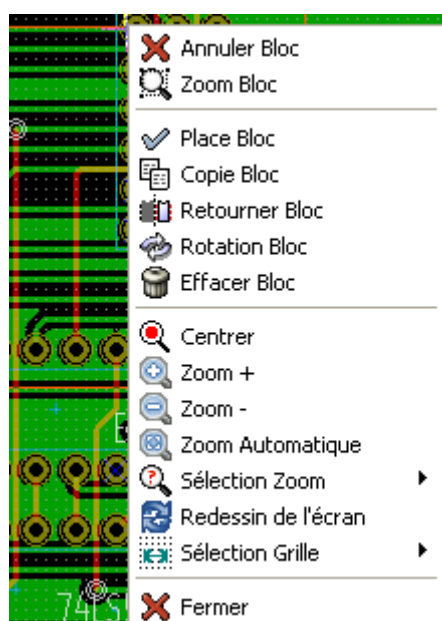 Annuler Bloc
Zoom Bloc
Place Bloc
Copie Bloc
Retourner Bloc
Rotation Bloc
Effacer Bloc
Centrer
Zoom +
Zoom -
Zoom Automatique
Sélection Zoom
Redessin de l'écran
Sélection Grille
Fermer